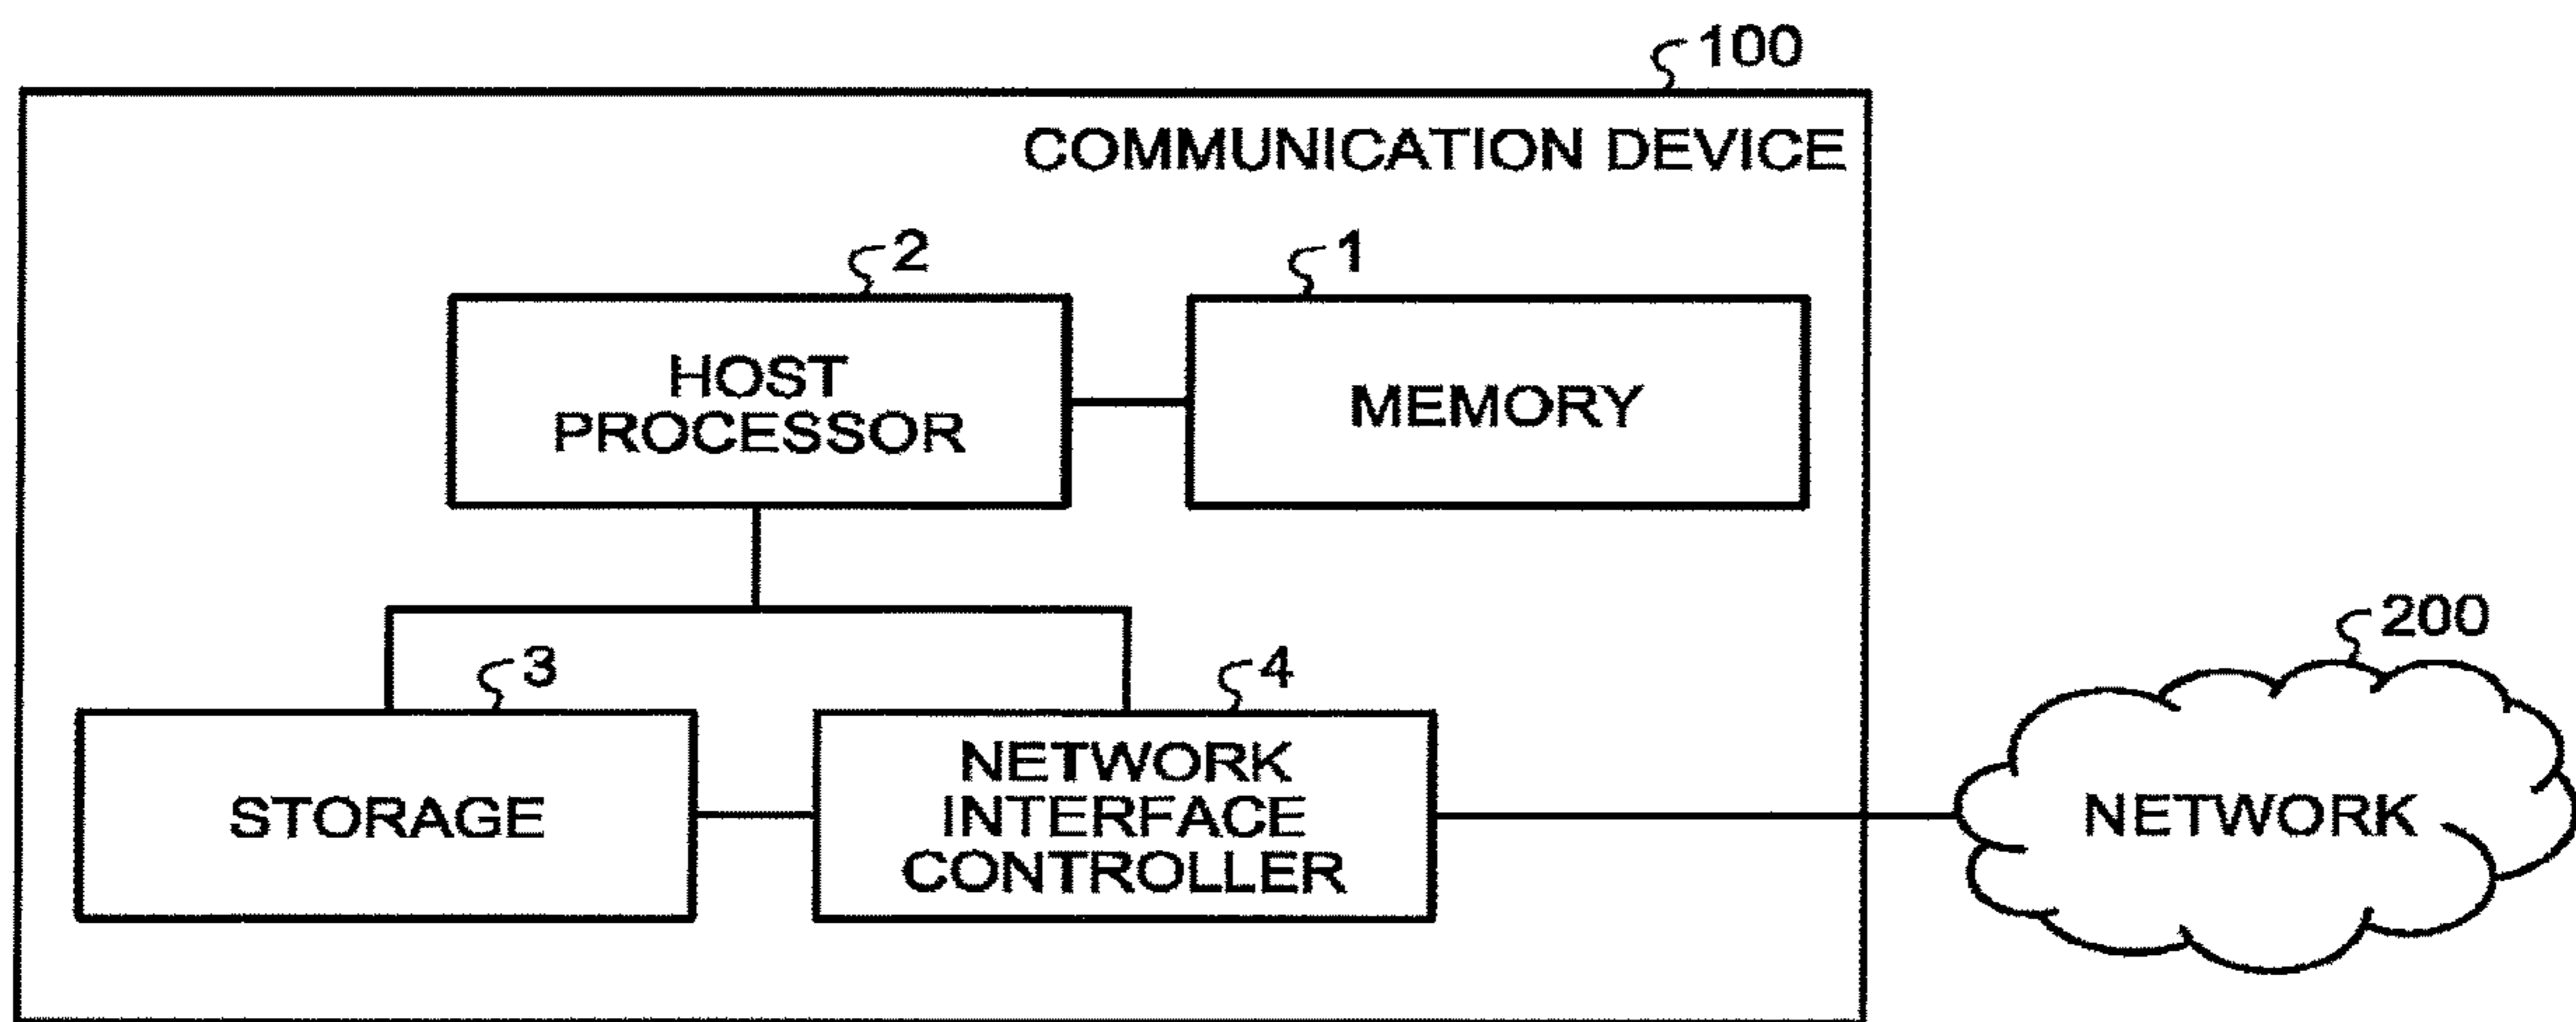 100
COMMUNICATION DEVICE
2
1
HOST
PROCESSOR
MEMORY
200
3
4
STORAGE
NETWORK
INTERFACE
CONTROLLER
NETWORK